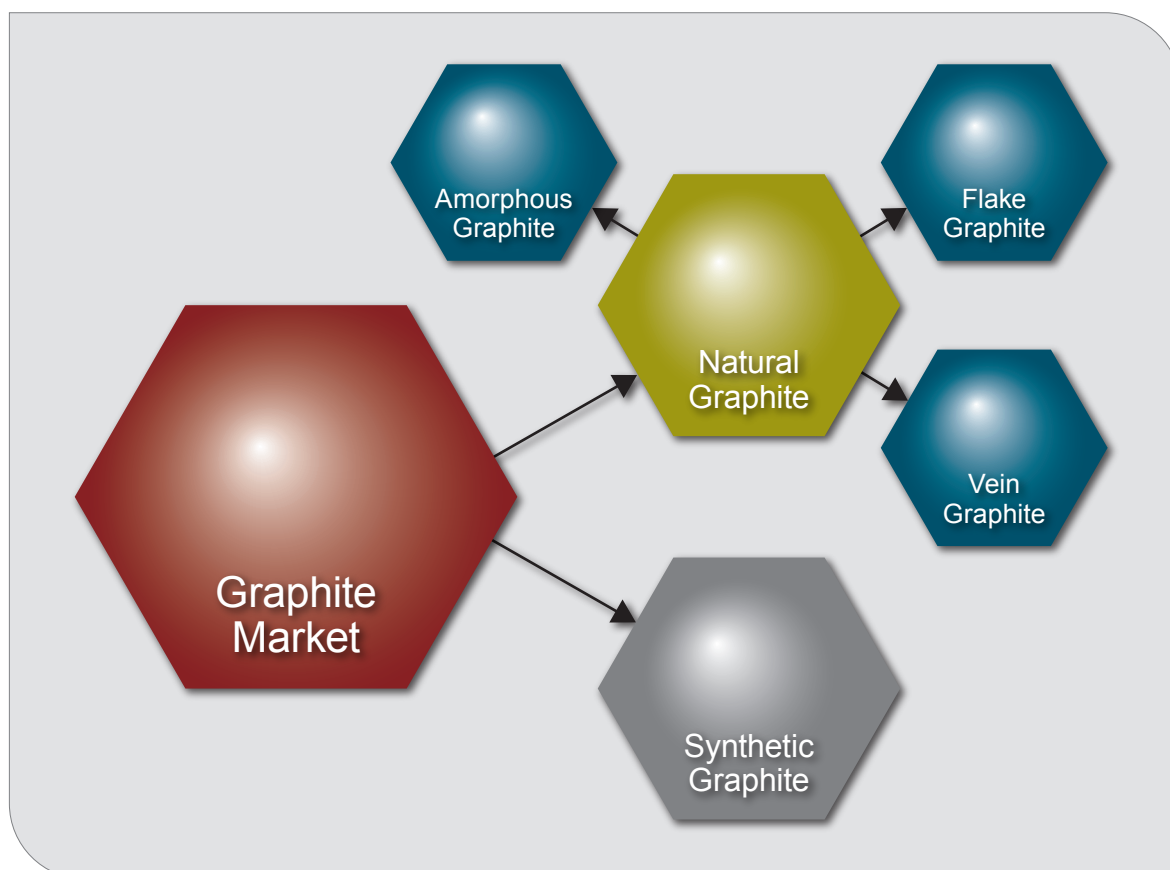 Amorphous
Graphite
Flake
Graphite
Natural
Graphite
Vein
Graphite
Graphite
Market
Synthetic
Graphite